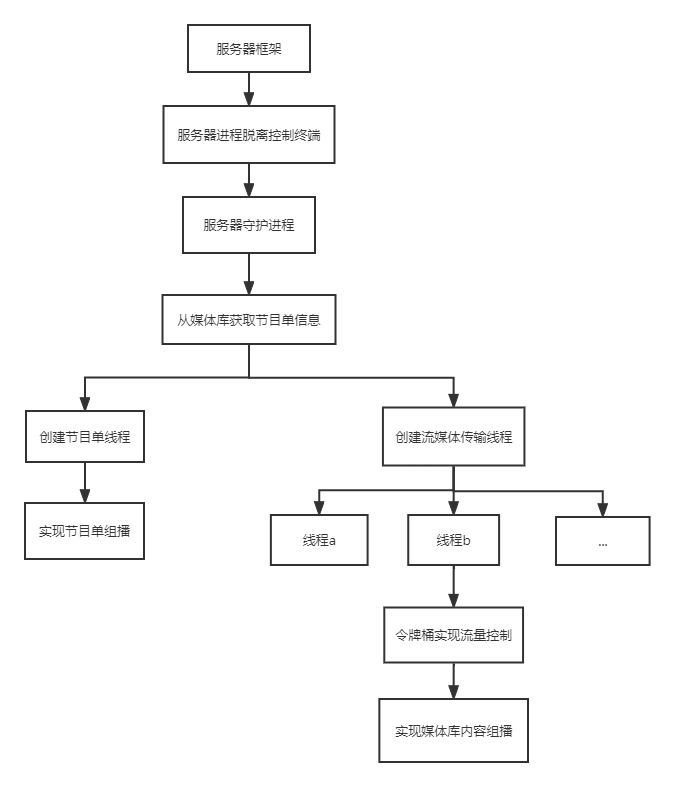 服务器框架
服务器进程脱离控制终端
服务器守护进程
从媒体库获取节目单信息
创建节目单线程
创建流媒体传输线程
实现节目单组播
线程a
线程b
...
令牌桶实现流量控制
实现媒体库内容组播